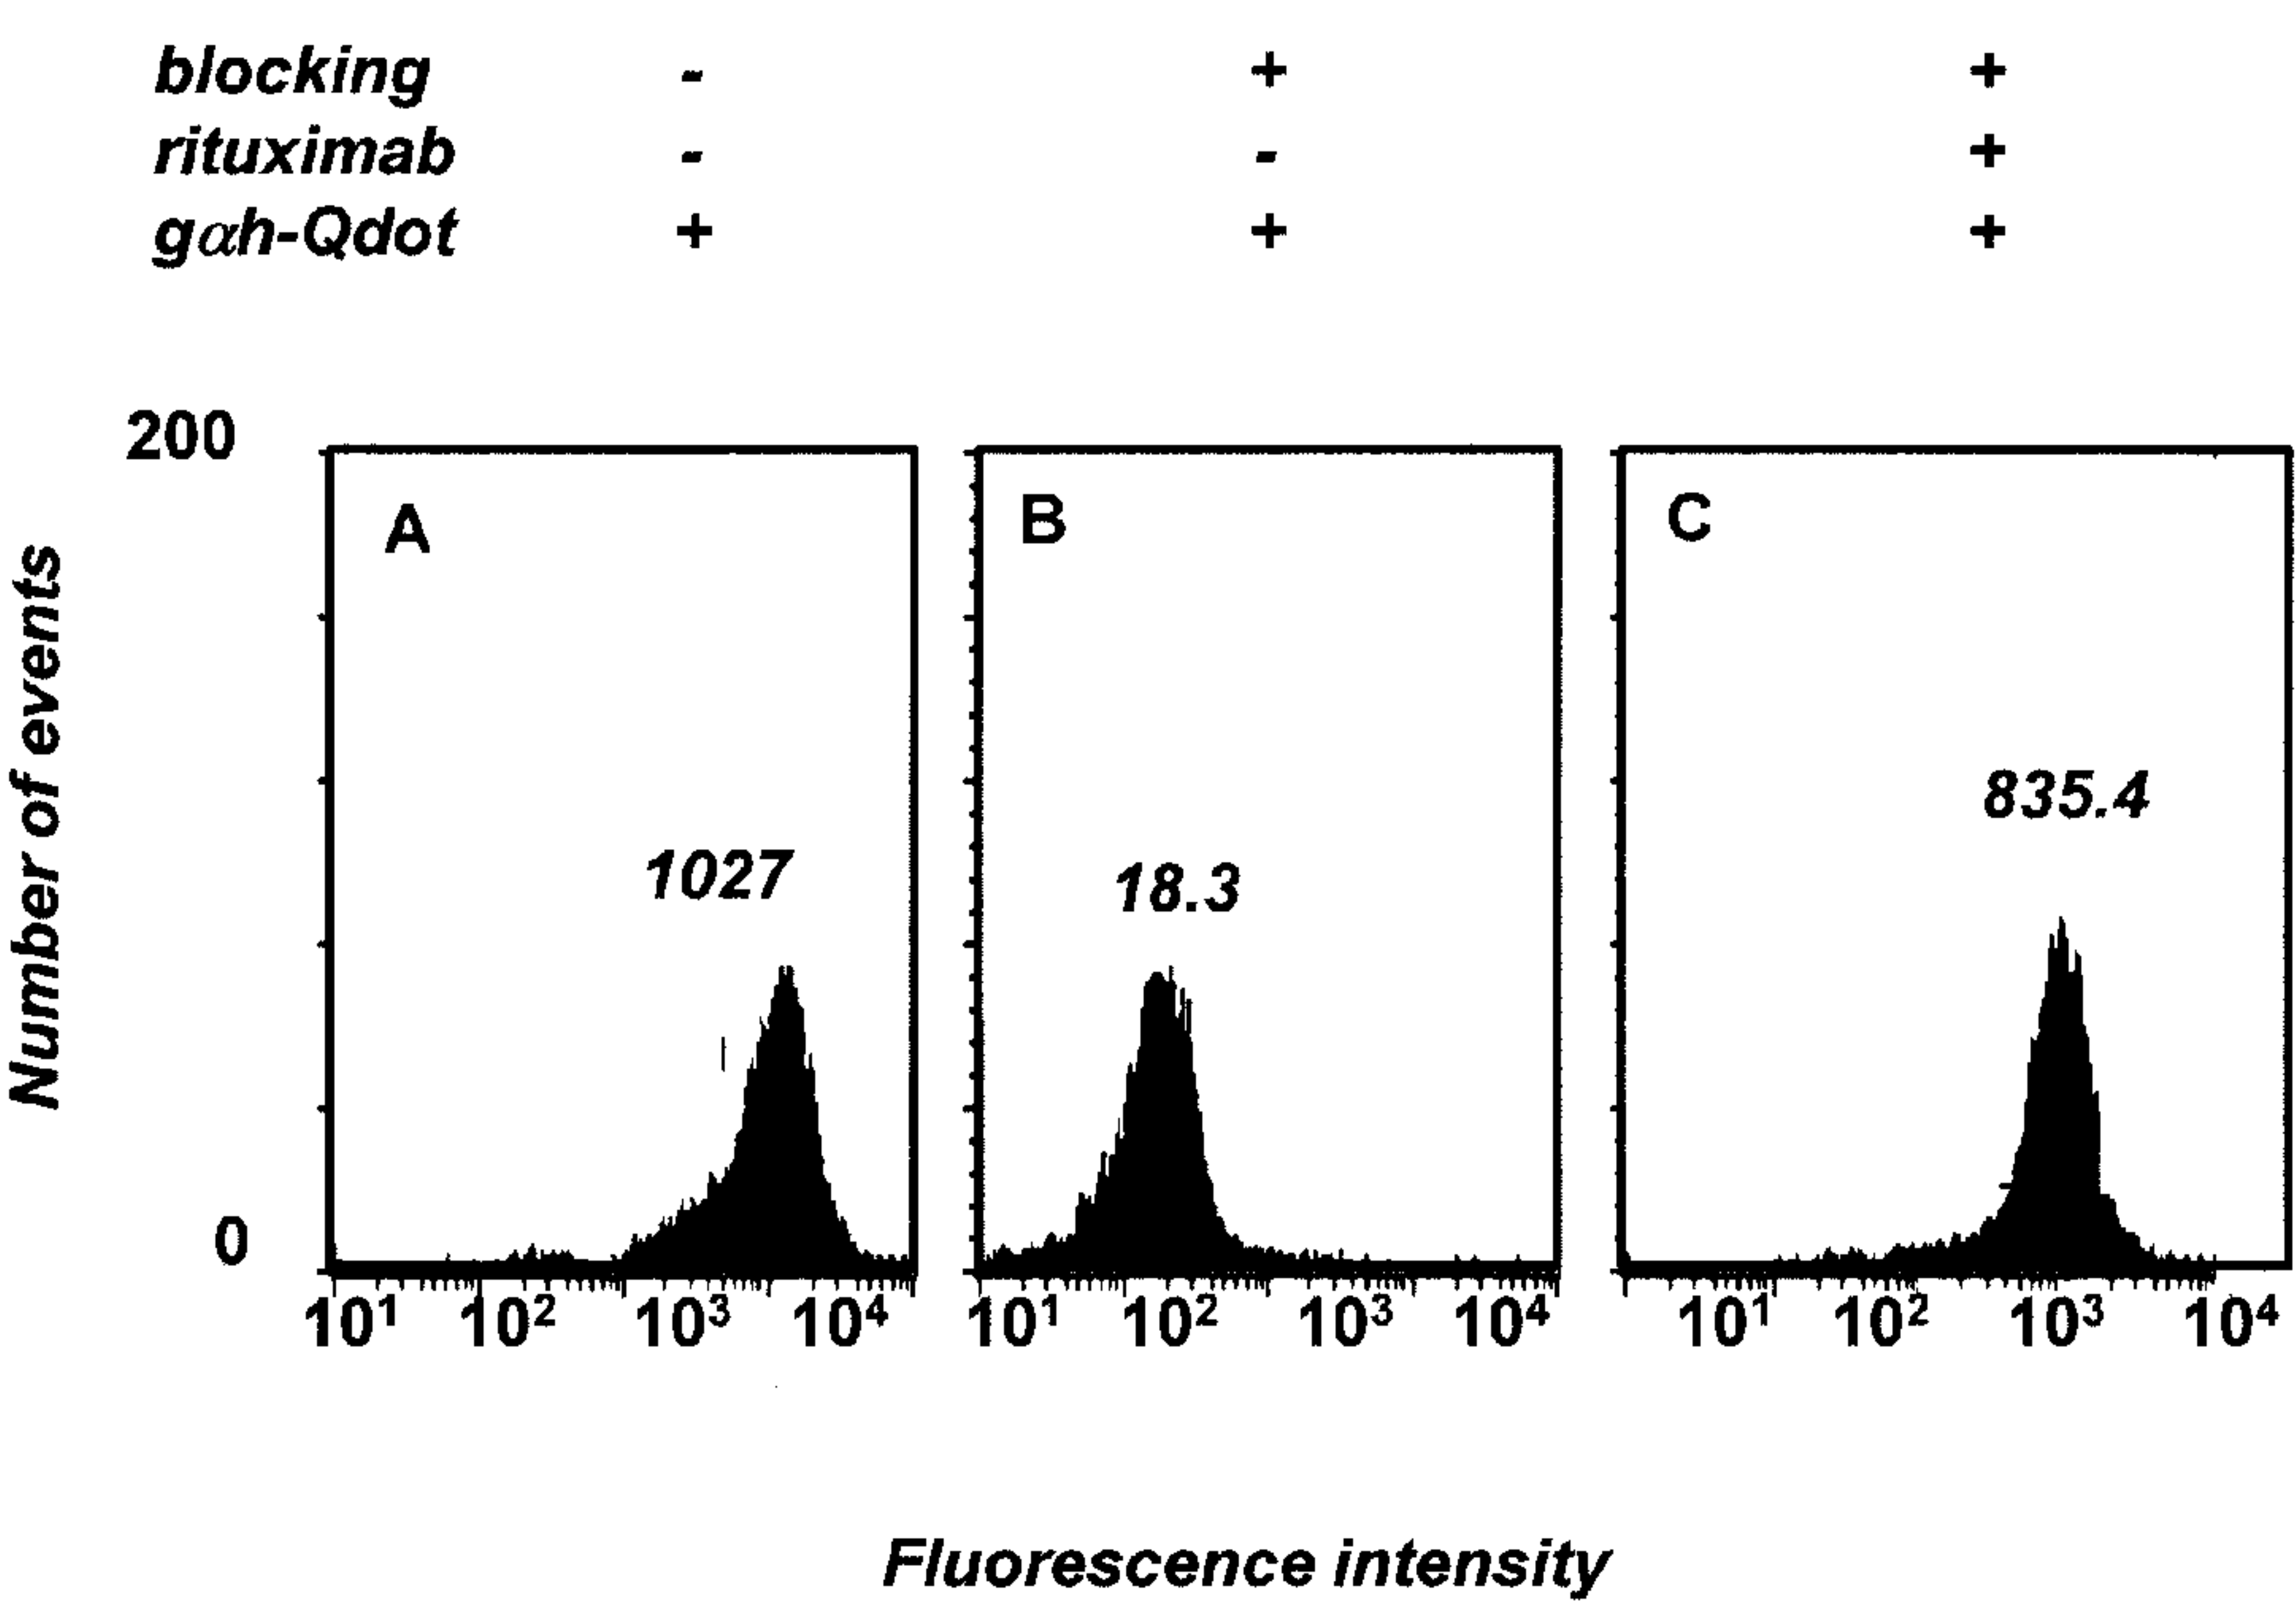 blocking - + +
rituximab - - +
gαh-Qdot + + +
200
A B C
Number of events
1027 18.3 835.4
0
10¹ 10² 10³ 10⁴ 10¹ 10² 10³ 10⁴ 10¹ 10² 10³ 10⁴
Fluorescence intensity